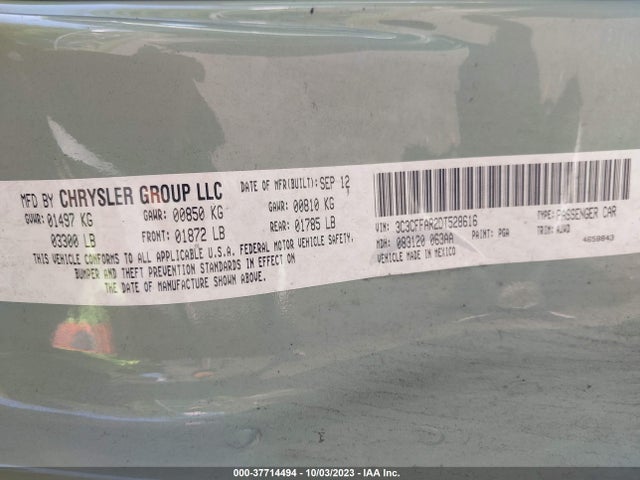 MFD BY CHRYSLER GROUP LLC
DATE OF MFR(BUILT): SEP 12
GVWR: 01497 KG
GAWR: 00850 KG
GAWR: 00810 KG
03300 LB
FRONT: 01872 LB
REAR: 01785 LB
THIS VEHICLE CONFORMS TO ALL APPLICABLE U.S.A. FEDERAL MOTOR VEHICLE SAFETY,
BUMPER AND THEFT PREVENTION STANDARDS IN EFFECT ON
THE DATE OF MANUFACTURE SHOWN ABOVE.
VIN: 3C3CFFAR2DT528616
TYPE: PASSENGER CAR
MDH: 083120 063AA
PAINT: PGA
TRIM:
VEHICLE MADE IN MEXICO
4658643
000-37714494 - 10/03/2023 - IAA Inc.